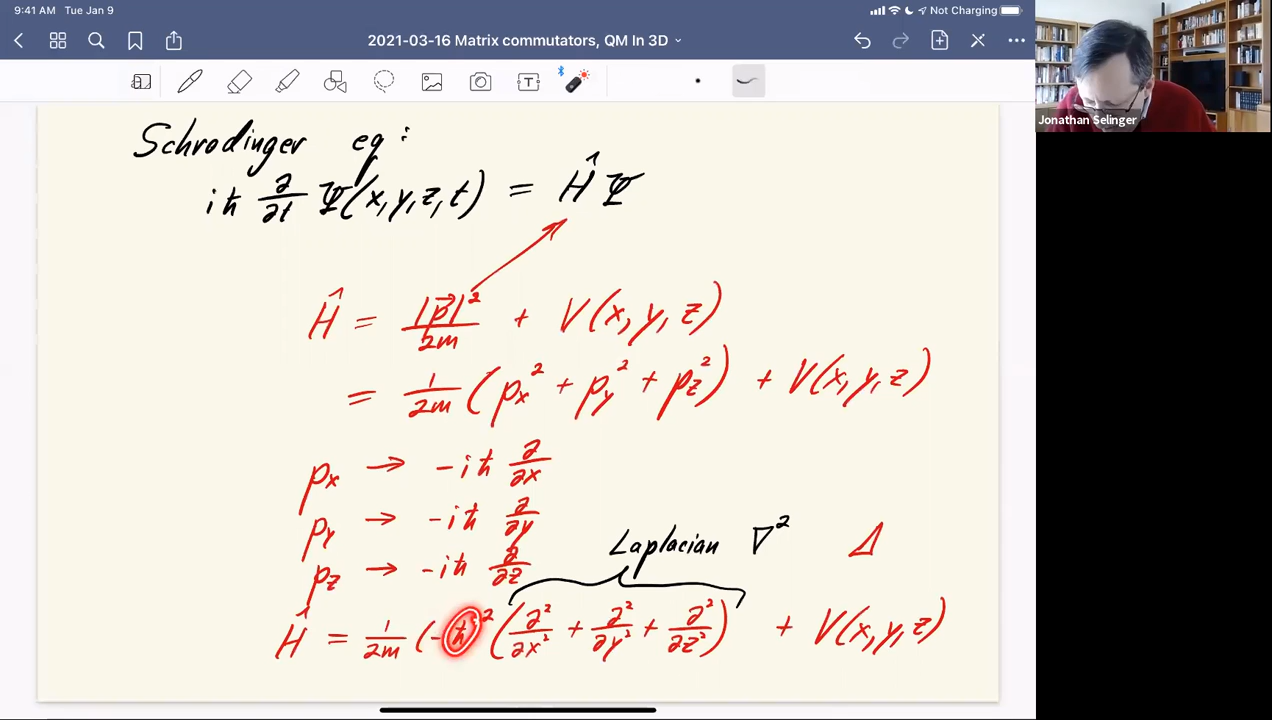 9:41 AM Tue Jan 9
Not Charging
2021-03-16 Matrix commutators, QM In 3D
Jonathan Selinger
Schrodinger eq:
iħ ∂/∂t Ψ(x,y,z,t) = ĤΨ
Ĥ = |p⃗|²/2m + V(x,y,z)
= 1/2m (px² + py² + pz²) + V(x,y,z)
px → -iħ ∂/∂x
py → -iħ ∂/∂y
pz → -iħ ∂/∂z
Laplacian ∇² Δ
Ĥ = 1/2m (-ħ² (∂²/∂x² + ∂²/∂y² + ∂²/∂z²) + V(x,y,z)